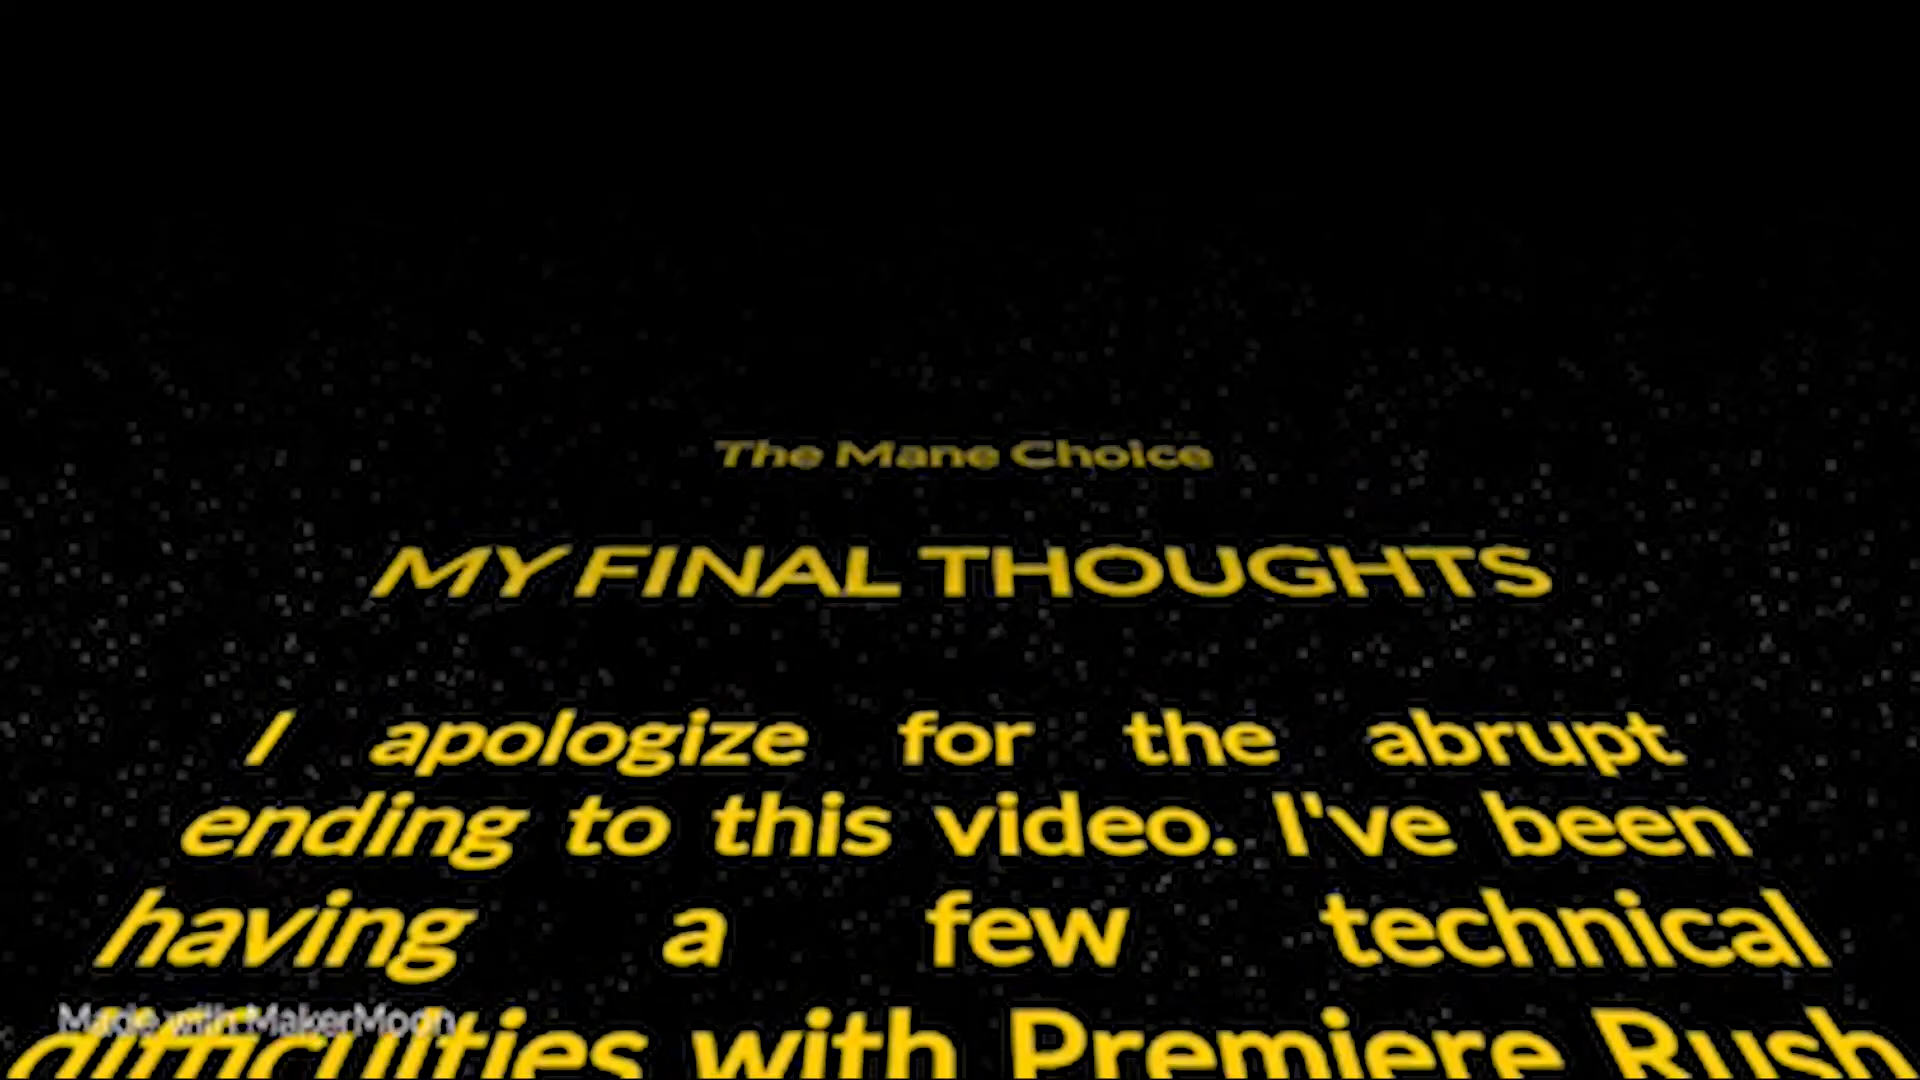 The Mane Choice
MY FINAL THOUGHTS
I apologize for the abrupt
ending to this video. I've been
having a few technical
Made with MakerMoon
difficulties with Premiere Rush